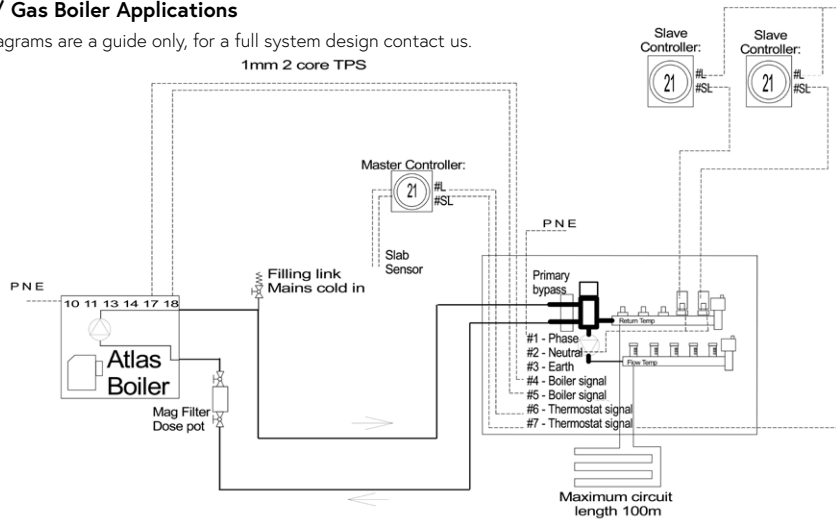 / Gas Boiler Applications
agrams are a guide only, for a full system design contact us.
1mm 2 core TPS
Slave
Controller:
21
#L
#SL
Slave
Controller:
21
#L
#SL
Master Controller:
21
#L
#SL
Slab
Sensor
P N E
P N E
10 11 13 14 17 18
Atlas
Boiler
Filling link
Mains cold in
Mag Filter
Dose pot
Primary
bypass
Return Temp
Flow Temp
#1 - Phase
#2 - Neutral
#3 - Earth
#4 - Boiler signal
#5 - Boiler signal
#6 - Thermostat signal
#7 - Thermostat signal
Maximum circuit
length 100m